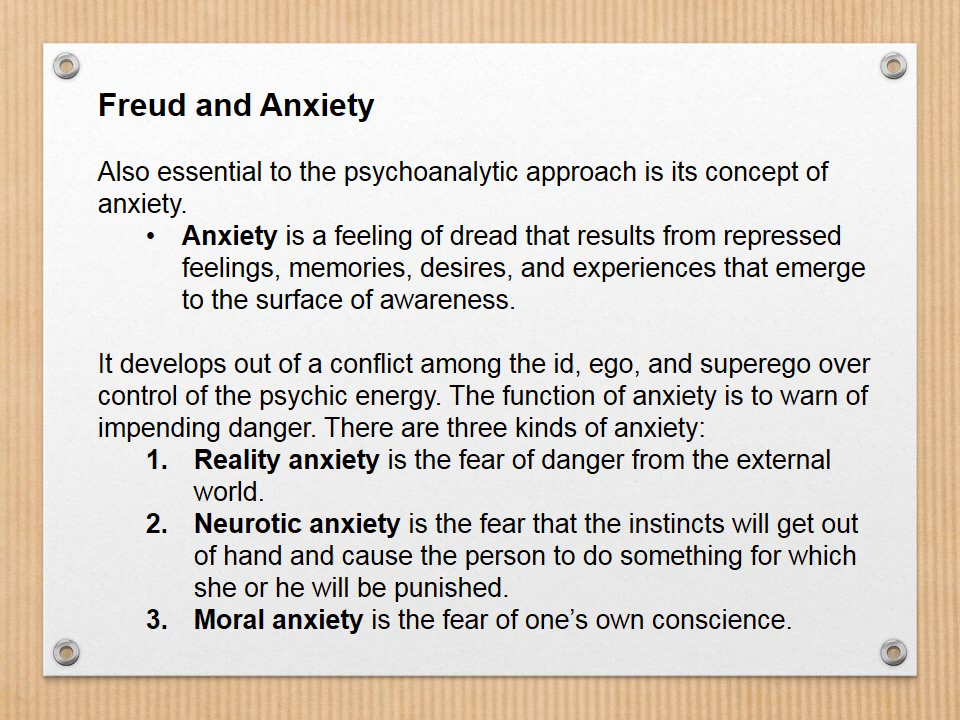 Freud and Anxiety
Also essential to the psychoanalytic approach is its concept of
anxiety.
• Anxiety is a feeling of dread that results from repressed
feelings, memories, desires, and experiences that emerge
to the surface of awareness.
It develops out of a conflict among the id, ego, and superego over
control of the psychic energy. The function of anxiety is to warn of
impending danger. There are three kinds of anxiety:
1. Reality anxiety is the fear of danger from the external
world.
2. Neurotic anxiety is the fear that the instincts will get out
of hand and cause the person to do something for which
she or he will be punished.
3. Moral anxiety is the fear of one’s own conscience.